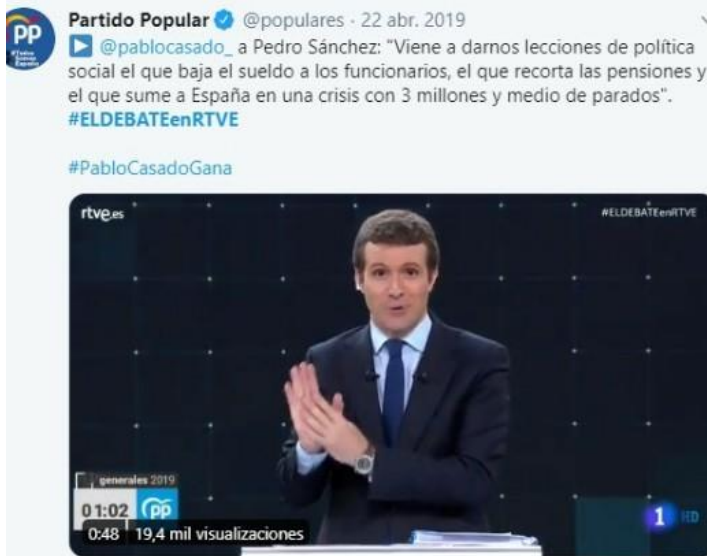 Partido Popular @populares · 22 abr. 2019
@pablocasado_ a Pedro Sánchez: "Viene a darnos lecciones de política
social el que baja el sueldo a los funcionarios, el que recorta las pensiones y
el que sume a España en una crisis con 3 millones y medio de parados".
#ELDEBATEenRTVE
#PabloCasadoGana
rtve.es
#ELDEBATEenRTVE
generales 2019
01:02 PP
0:48 19,4 mil visualizaciones
1 HD
PP